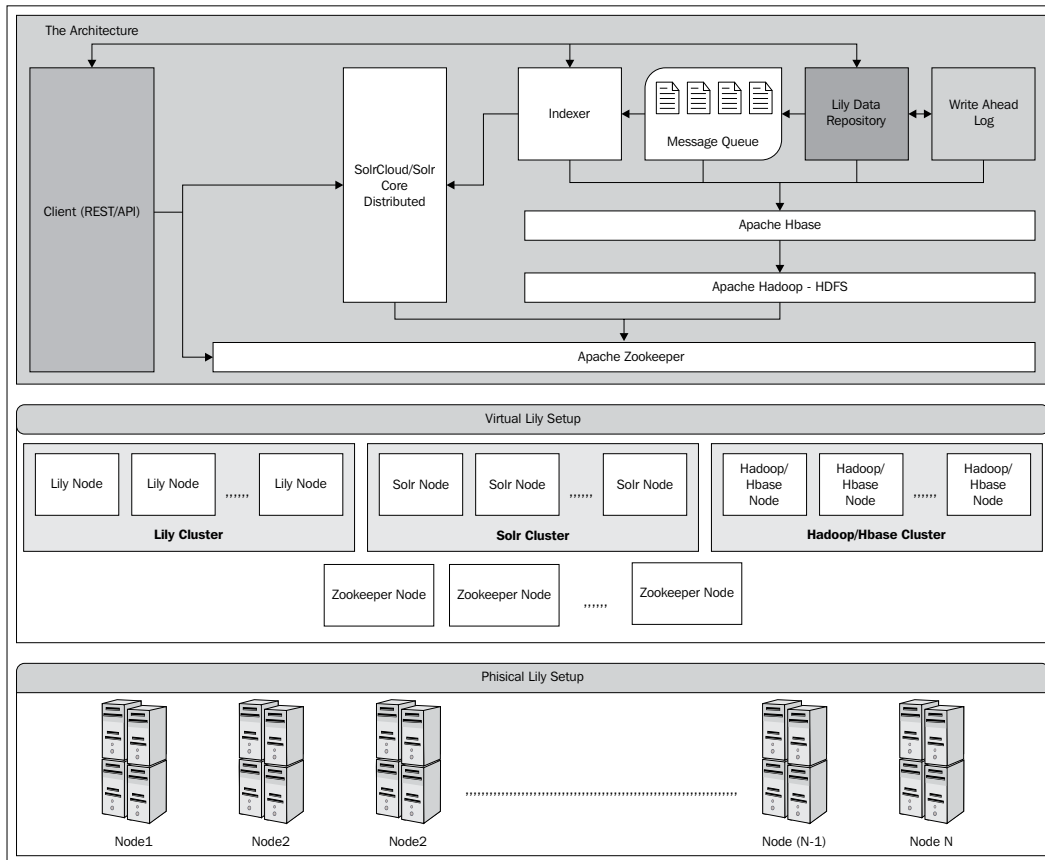 The Architecture
Client (REST/API)
SolrCloud/Solr
Core
Distributed
Indexer
Message Queue
Lily Data
Repository
Write Ahead
Log
Apache Hbase
Apache Hadoop - HDFS
Apache Zookeeper
Virtual Lily Setup
Lily Node
Lily Node
,,,,,,
Lily Node
Lily Cluster
Solr Node
Solr Node
,,,,,,
Solr Node
Solr Cluster
Hadoop/
Hbase
Node
Hadoop/
Hbase
Node
,,,,,,
Hadoop/
Hbase
Node
Hadoop/Hbase Cluster
Zookeeper Node
Zookeeper Node
,,,,,,
Zookeeper Node
Phisical Lily Setup
Node1
Node2
Node2
Node (N-1)
Node N